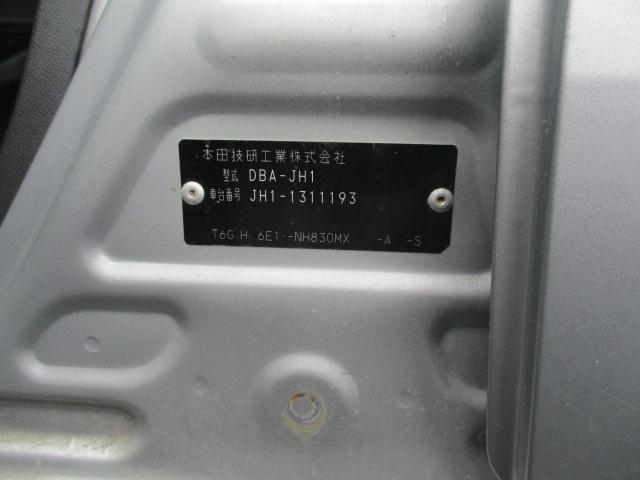 本田技研工業株式会社
型式 DBA-JH1
車台番号 JH1-1311193
T6G H 6E1--NH830MX -A -S